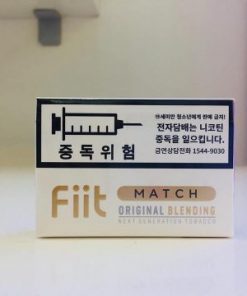 19세미만 청소년에게 판매 금지!
전자담배는 니코틴
중독을 일으킵니다.
금연상담전화 1544-9030
중독위험
Fiit
MATCH
ORIGINAL BLENDING
NEXT GENERATION TOBACCO